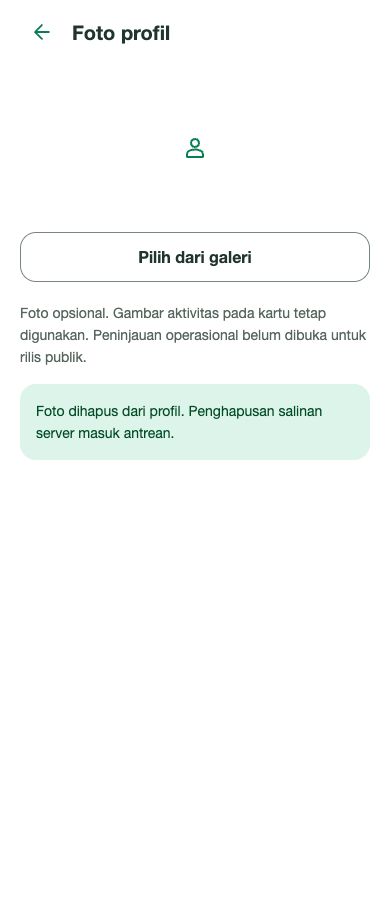 Foto profil
Pilih dari galeri
Foto opsional. Gambar aktivitas pada kartu tetap
digunakan. Peninjauan operasional belum dibuka untuk
rilis publik.
Foto dihapus dari profil. Penghapusan salinan
server masuk antrean.